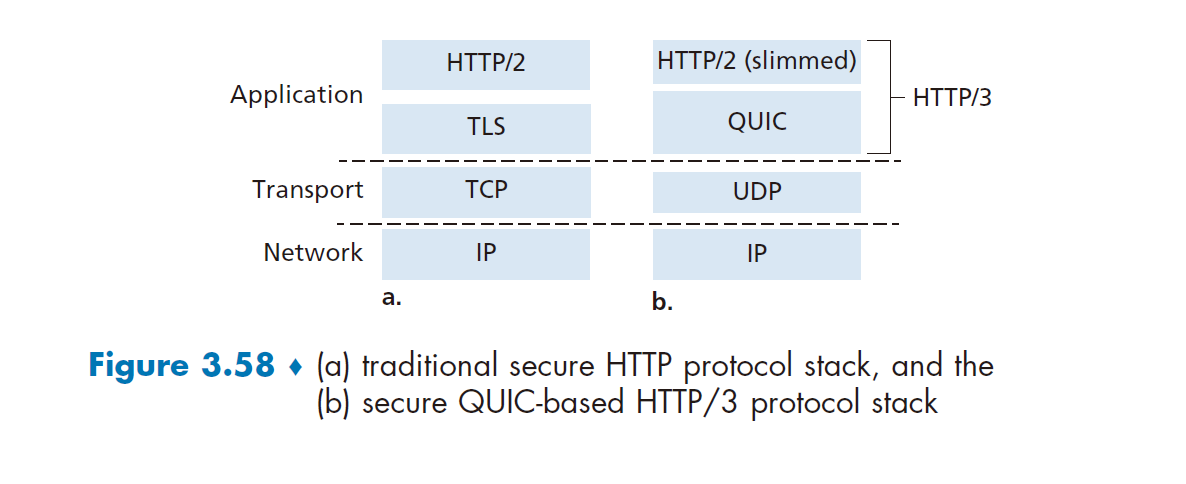 HTTP/2
HTTP/2 (slimmed)
Application
HTTP/3
TLS
QUIC
Transport
TCP
UDP
Network
IP
IP
a.
b.
Figure 3.58 ♦ (a) traditional secure HTTP protocol stack, and the
(b) secure QUIC-based HTTP/3 protocol stack